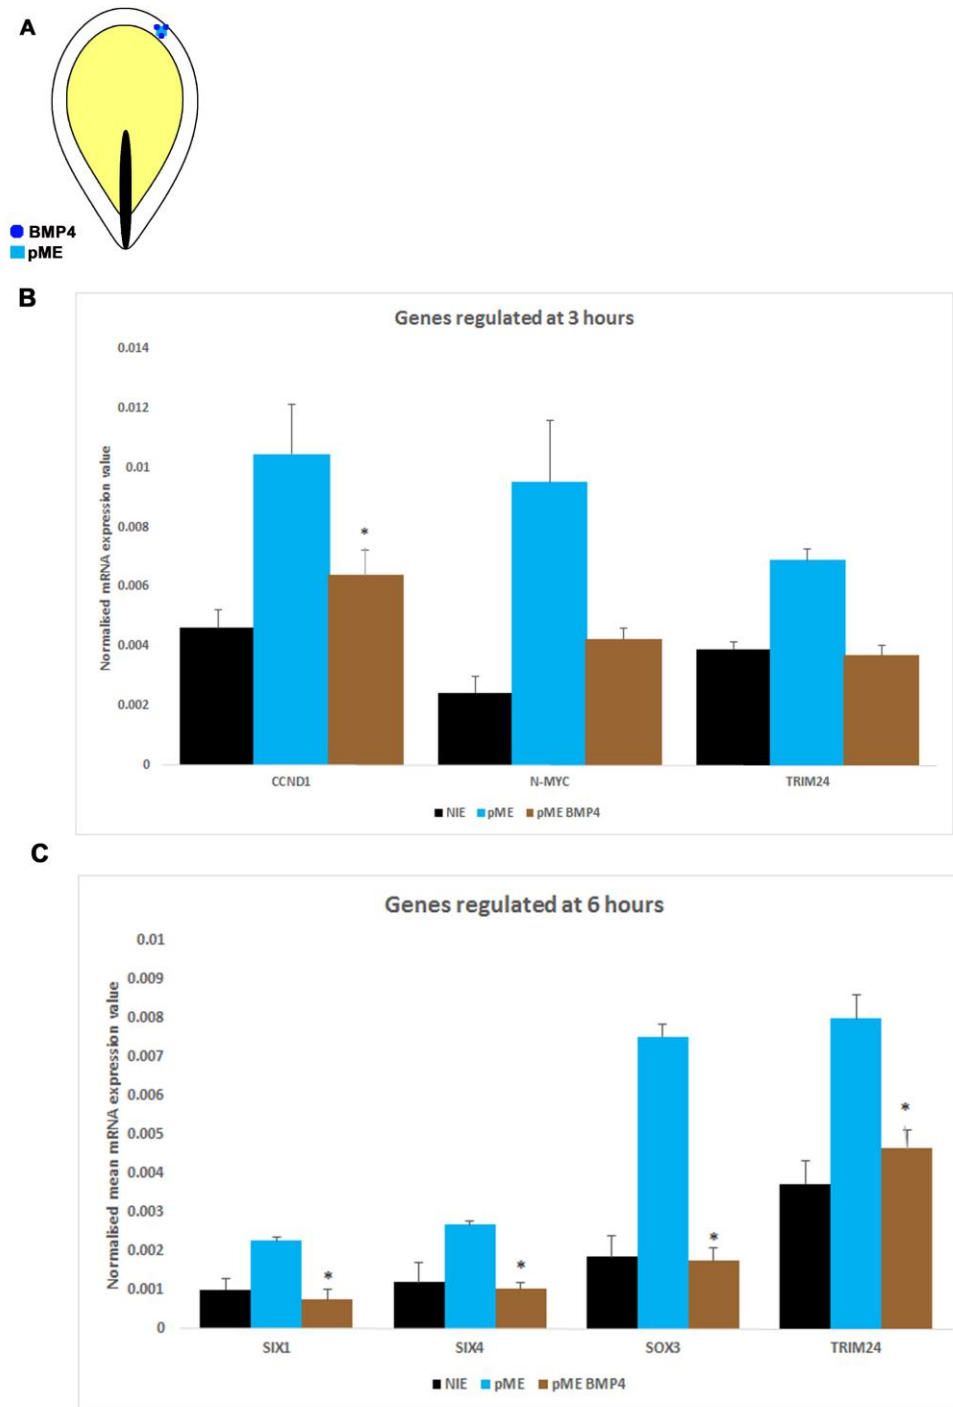 A
BMP4
pME
B
Genes regulated at 3 hours
Normalised mRNA expression value
0.014
0.012
0.01
0.008
0.006
0.004
0.002
0
*
CCND1 N-MYC TRIM24
NIE pME pME BMP4
C
Genes regulated at 6 hours
Normalised mean mRNA expression value
0.01
0.009
0.008
0.007
0.006
0.005
0.004
0.003
0.002
0.001
0
* * * *
SIX1 SIX4 SOX3 TRIM24
NIE pME pME BMP4